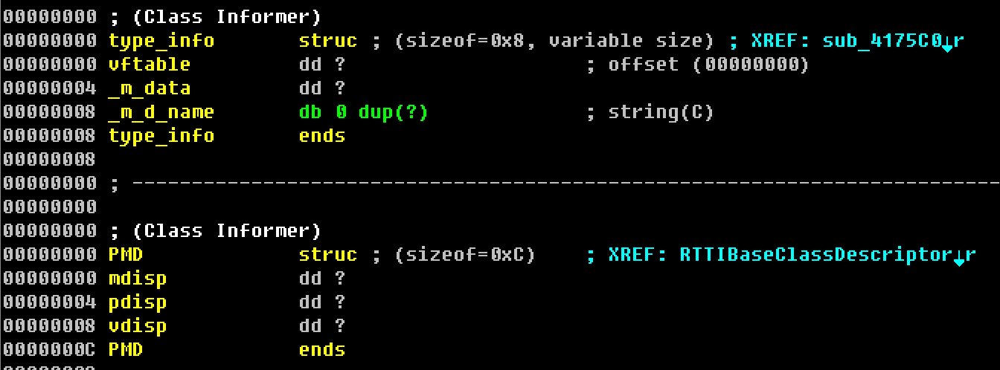 00000000 ; (Class Informer)
00000000 type_info struc ; (sizeof=0x8, variable size) ; XREF: sub_4175C0↓r
00000000 vftable dd ? ; offset (00000000)
00000004 _m_data dd ?
00000008 _m_d_name db 0 dup(?) ; string(C)
00000008 type_info ends
00000008
00000000 ; ---------------------------------------------------------------------------
00000000
00000000 ; (Class Informer)
00000000 PMD struc ; (sizeof=0xC) ; XREF: RTTIBaseClassDescriptor↓r
00000000 mdisp dd ?
00000004 pdisp dd ?
00000008 vdisp dd ?
0000000C PMD ends